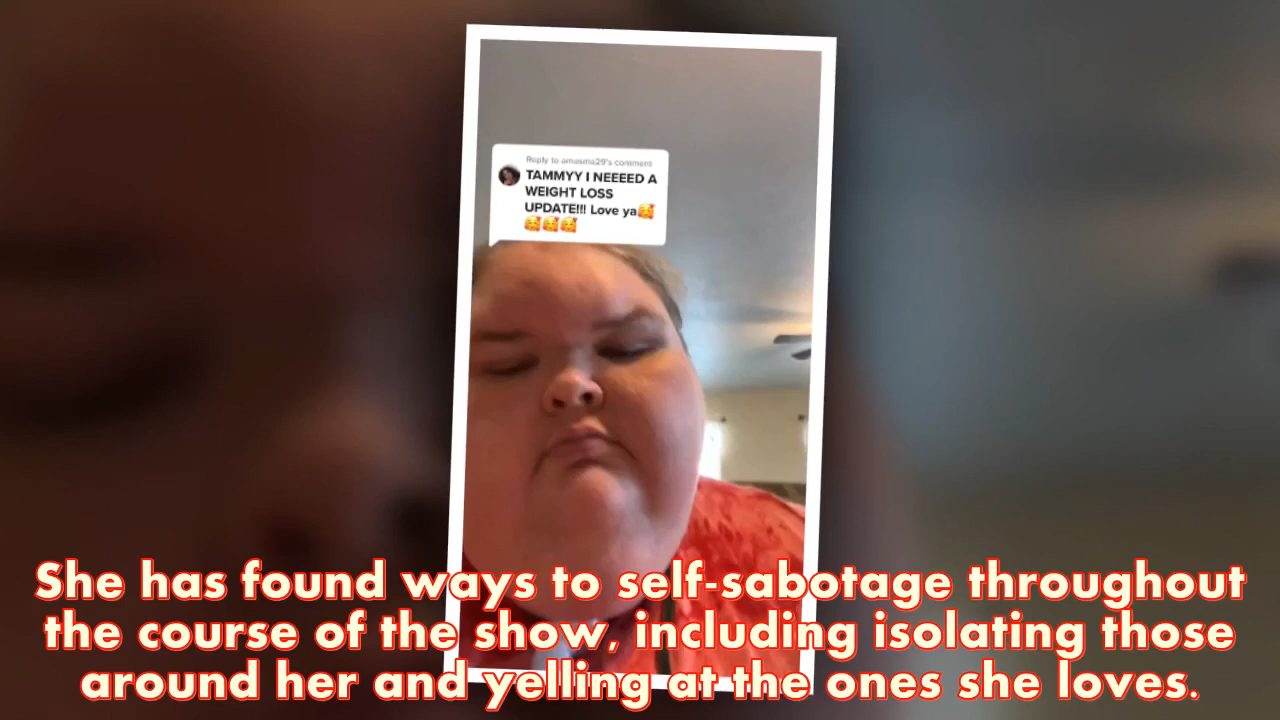 Reply to amosma29's comment
TAMMYY I NEEEED A
WEIGHT LOSS
UPDATE!!! Love ya🥰
🥰🥰🥰
She has found ways to self-sabotage throughout
the course of the show, including isolating those
around her and yelling at the ones she loves.